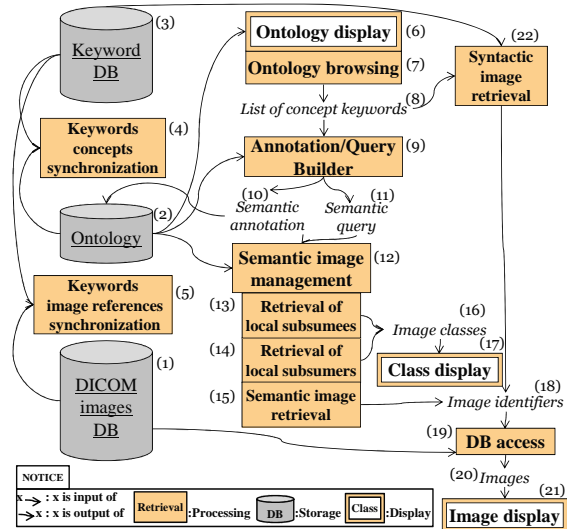 (3)
Keyword
DB
Ontology display
(6)
Ontology browsing
(7)
(22)
Syntactic
image
retrieval
List of concept keywords
(8)
Keywords
concepts
synchronization
(4)
Annotation/Query
Builder
(9)
(10)
Semantic
annotation
(11)
Semantic
query
(2)
Ontology
Semantic image
management
(12)
Keywords
image references
synchronization
(5)
(13)
Retrieval of
local subsumees
(14)
Retrieval of
local subsumees
(15)
Semantic image
retrieval
(16)
Image classes
(17)
Class display
(1)
DICOM
images
DB
(18)
Image identifiers
(19)
DB access
(20)
Images
(21)
Image display
NOTICE
x → : x is input of
→ x : x is output of
Retrieval :Processing
DB :Storage
Class :Display